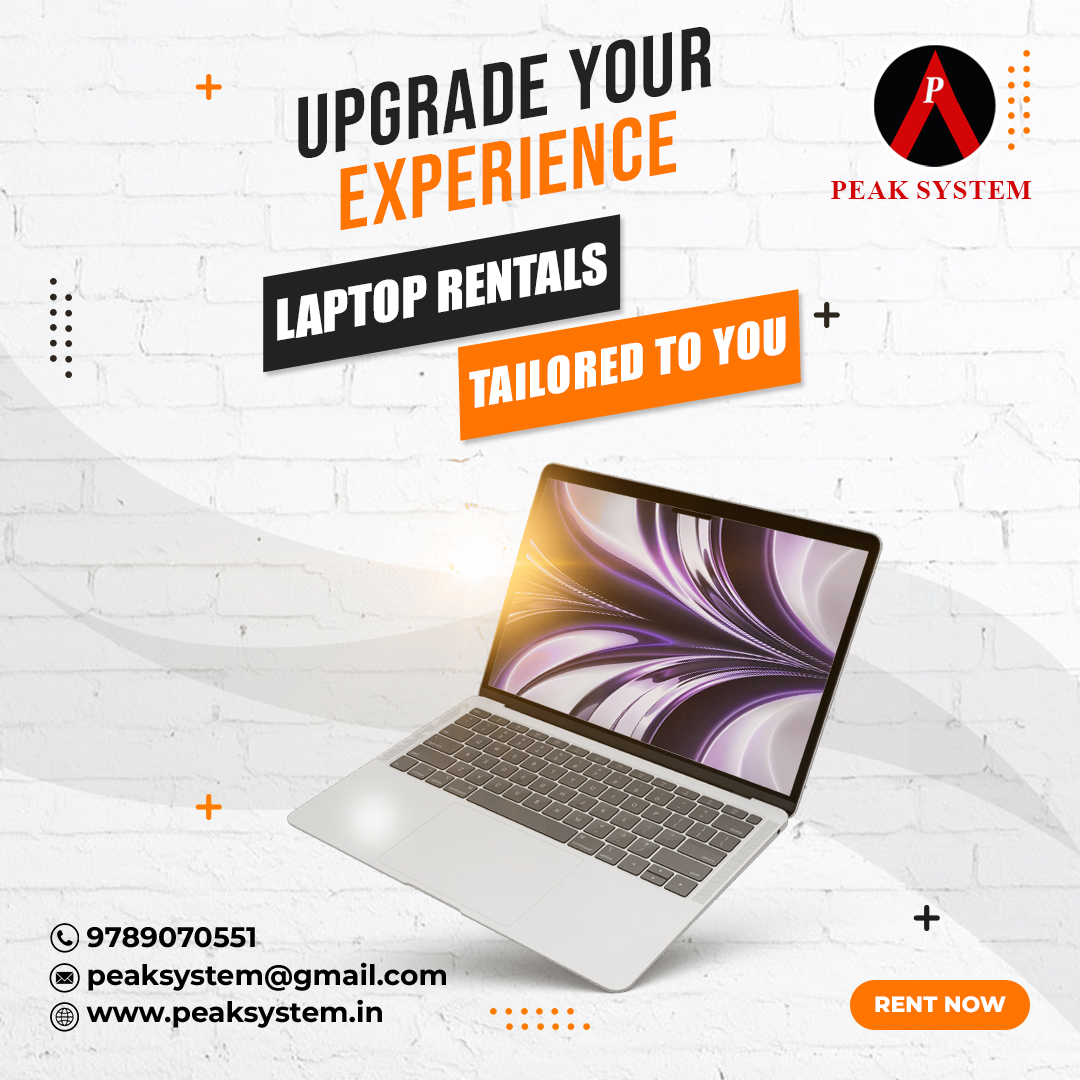 UPGRADE YOUR
EXPERIENCE
P
PEAK SYSTEM
LAPTOP RENTALS
TAILORED TO YOU
9789070551
peaksystem@gmail.com
www.peaksystem.in
RENT NOW